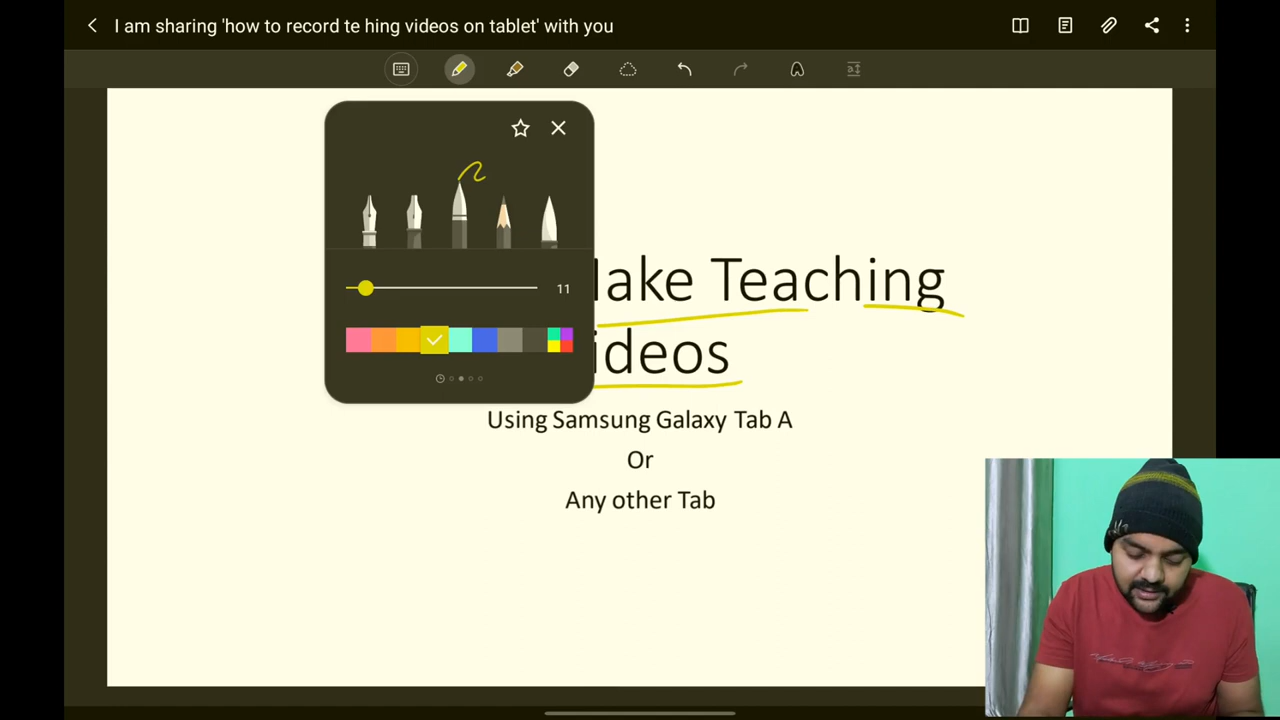 I am sharing 'how to record te hing videos on tablet' with you
11
ake Teaching
ideos
Using Samsung Galaxy Tab A
Or
Any other Tab